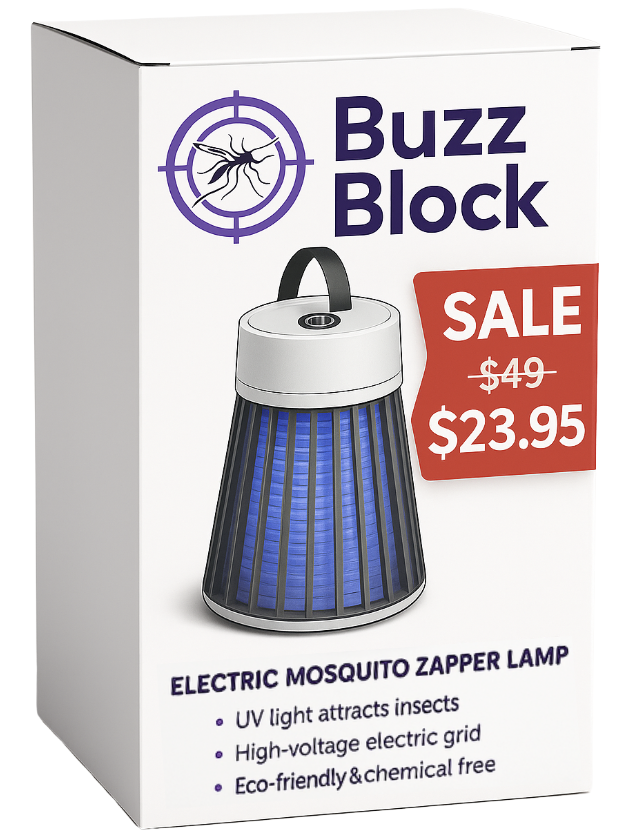 Buzz
Block
SALE
$49
$23.95
ELECTRIC MOSQUITO ZAPPER LAMP
• UV light attracts insects
• High-voltage electric grid
• Eco-friendly & chemical free